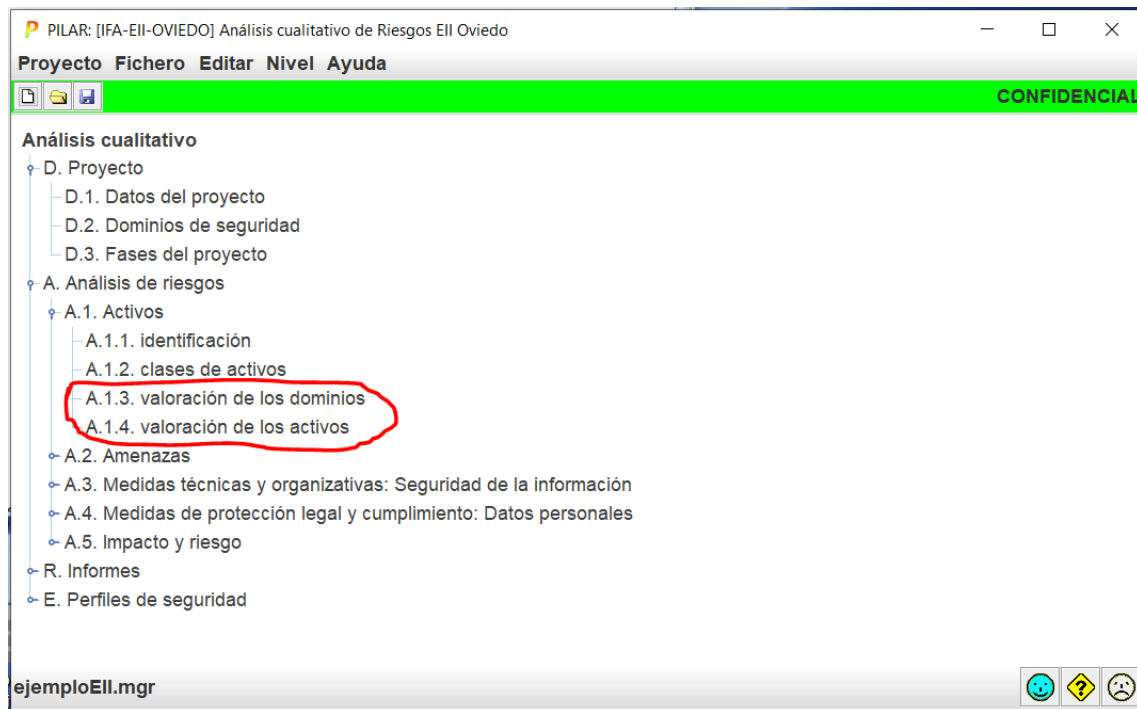 PILAR: [IFA-EII-OVIEDO] Análisis cualitativo de Riesgos EII Oviedo
Proyecto Fichero Editar Nivel Ayuda
CONFIDENCIAL
Análisis cualitativo
D. Proyecto
D.1. Datos del proyecto
D.2. Dominios de seguridad
D.3. Fases del proyecto
A. Análisis de riesgos
A.1. Activos
A.1.1. identificación
A.1.2. clases de activos
A.1.3. valoración de los dominios
A.1.4. valoración de los activos
A.2. Amenazas
A.3. Medidas técnicas y organizativas: Seguridad de la información
A.4. Medidas de protección legal y cumplimiento: Datos personales
A.5. Impacto y riesgo
R. Informes
E. Perfiles de seguridad
ejemploEII.mgr